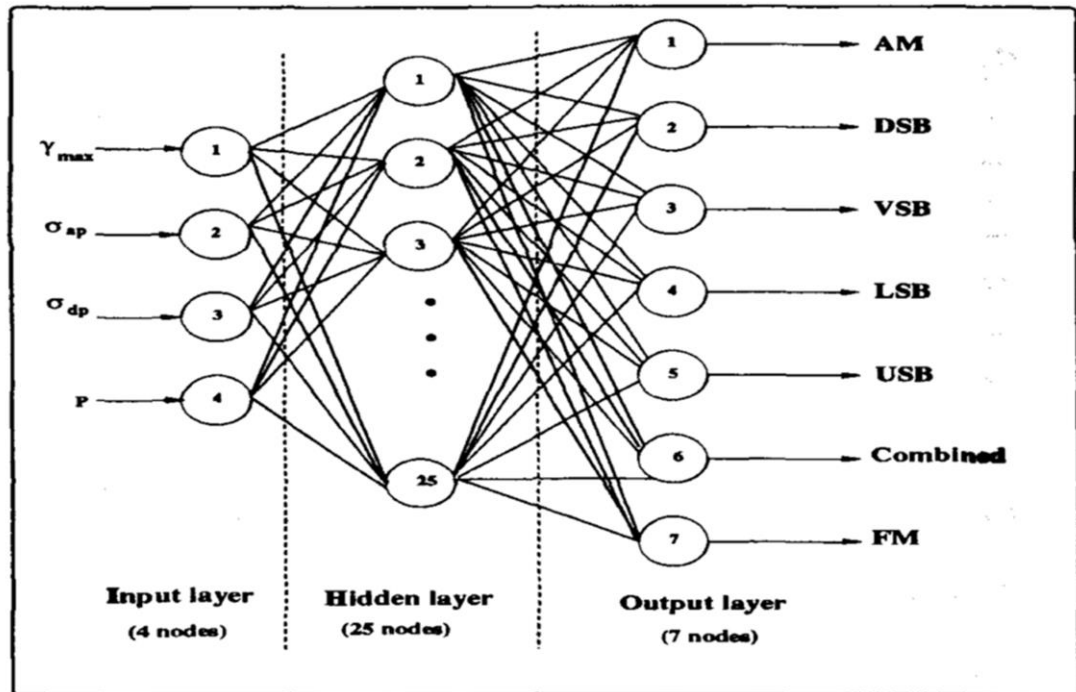 1 AM
1
2 DSB
γmax 1
2
3 VSB
σap 2
3
4 LSB
σdp 3
5 USB
P 4
6 Combined
25
7 FM
Input layer Hidden layer Output layer
(4 nodes) (25 nodes) (7 nodes)